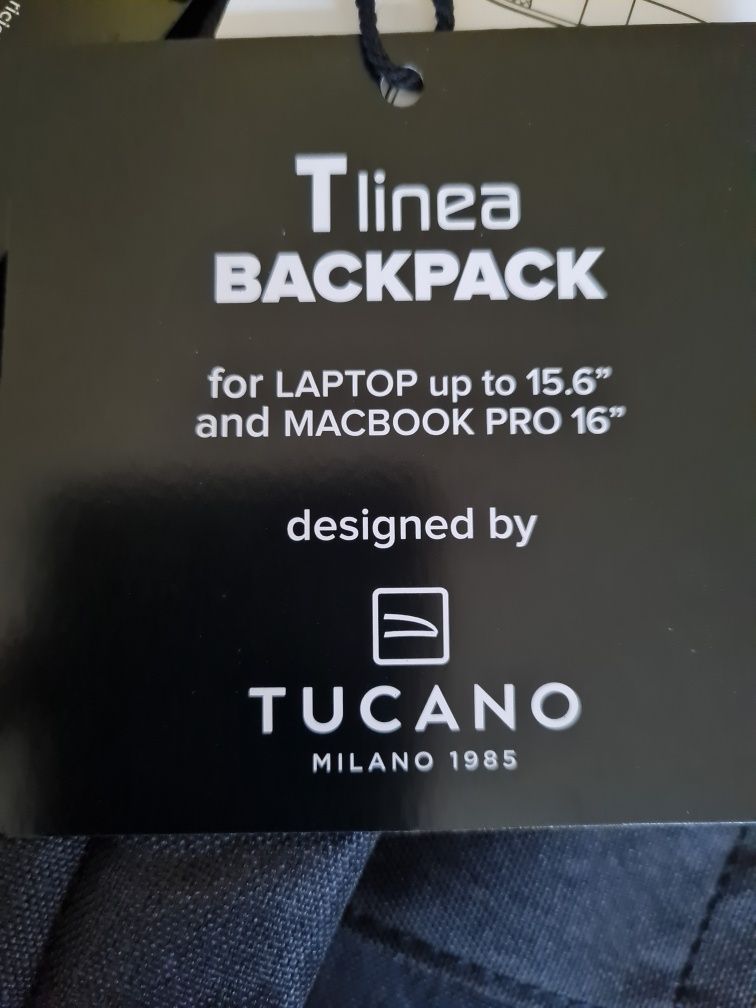 T linea
BACKPACK
for LAPTOP up to 15.6”
and MACBOOK PRO 16”
designed by
TUCANO
MILANO 1985